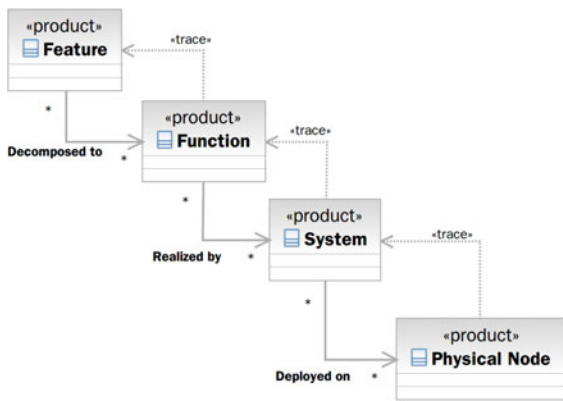 «product»
Feature
«trace»
*
Decomposed to
*
«product»
Function
«trace»
*
Realized by
*
«product»
System
«trace»
*
Deployed on
*
«product»
Physical Node